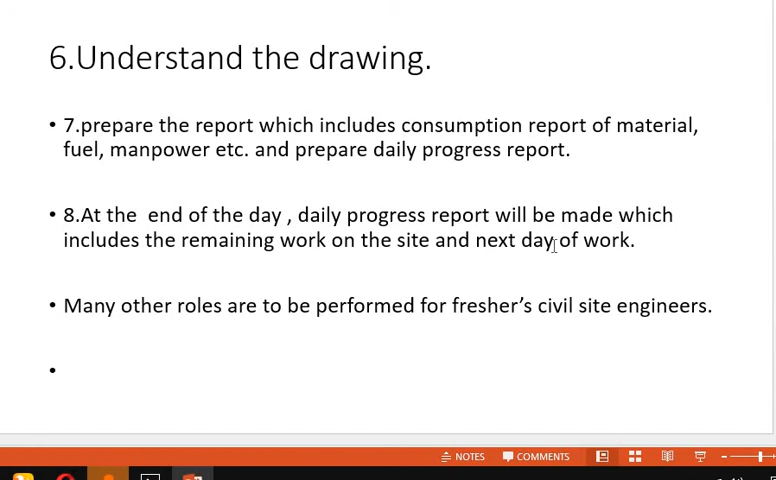 6.Understand the drawing.
• 7.prepare the report which includes consumption report of material,
fuel, manpower etc. and prepare daily progress report.
• 8.At the  end of the day , daily progress report will be made which
includes the remaining work on the site and next day of work.
• Many other roles are to be performed for fresher’s civil site engineers.
•
NOTES COMMENTS